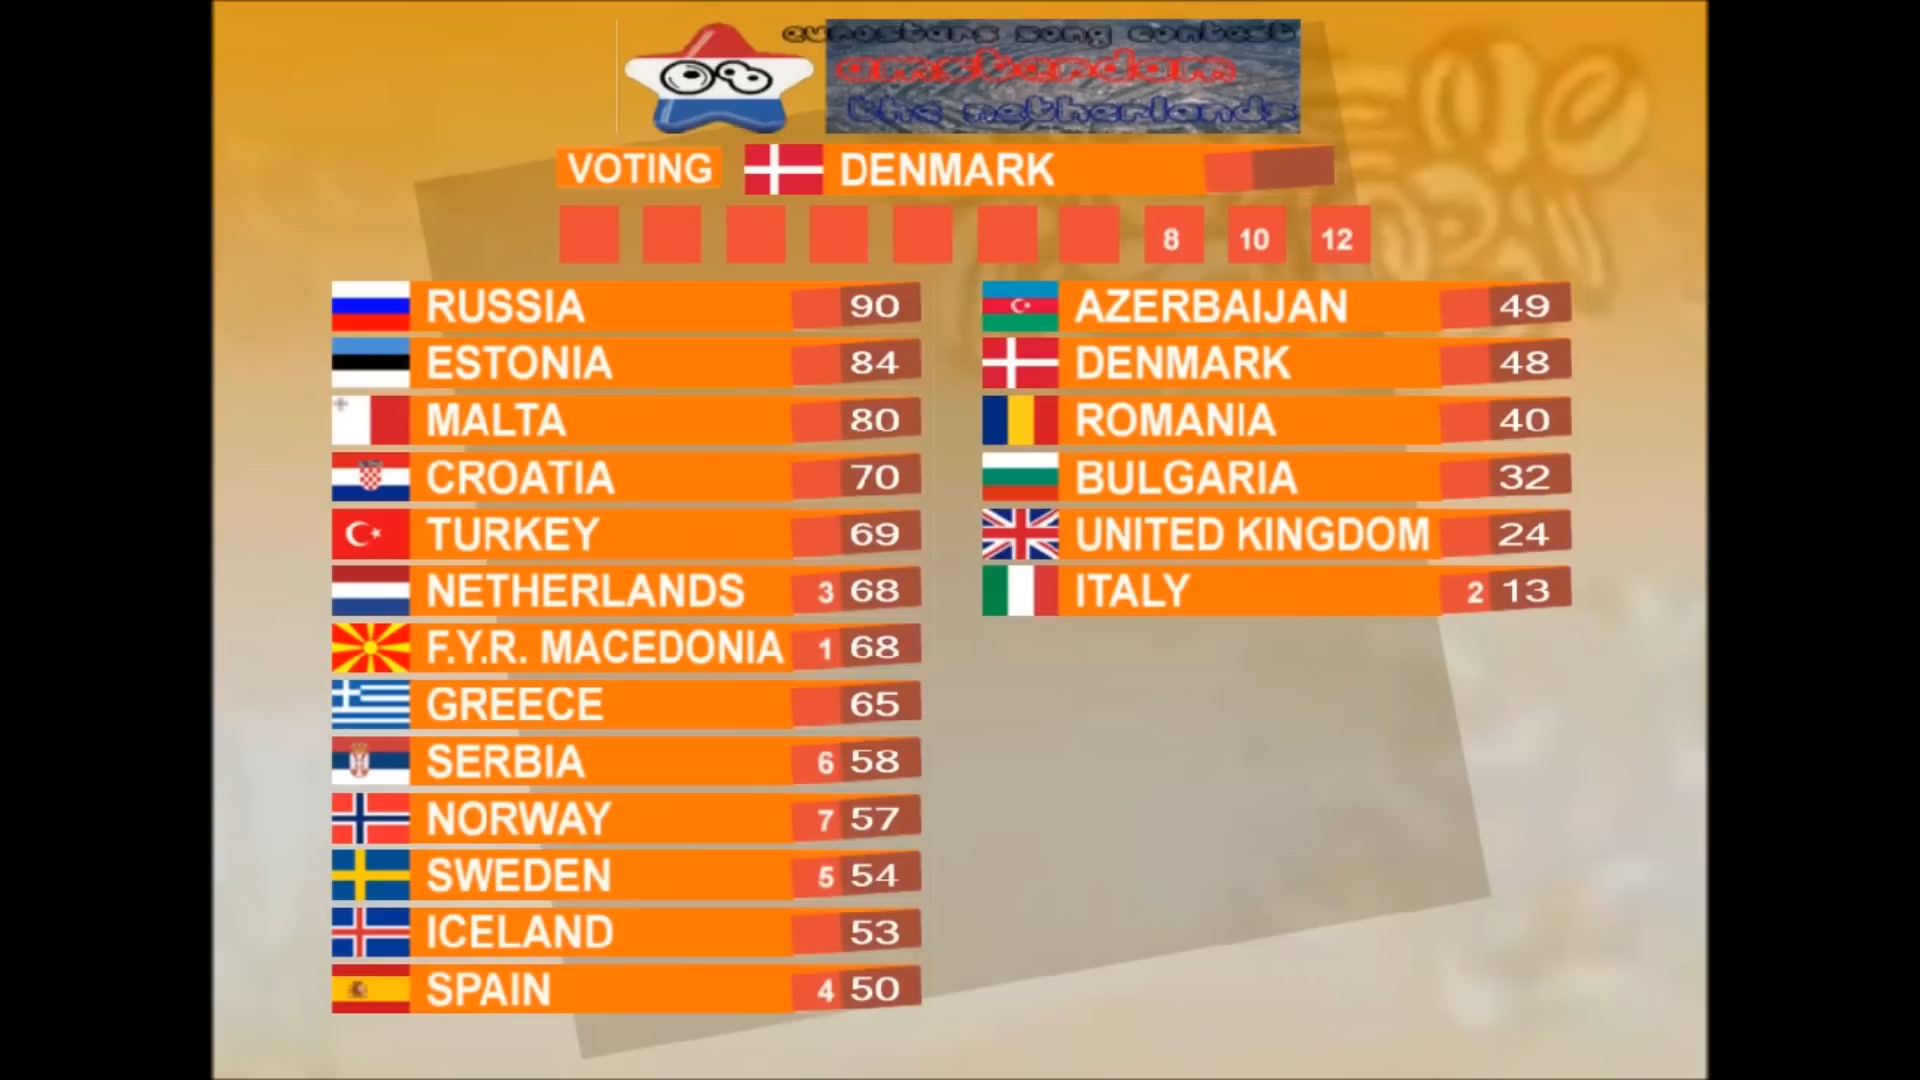 eurostars song contest
amsterdam
the netherlands
VOTING DENMARK
8 10 12
RUSSIA 90
ESTONIA 84
MALTA 80
CROATIA 70
TURKEY 69
NETHERLANDS 3 68
F.Y.R. MACEDONIA 1 68
GREECE 65
SERBIA 6 58
NORWAY 7 57
SWEDEN 5 54
ICELAND 53
SPAIN 4 50
AZERBAIJAN 49
DENMARK 48
ROMANIA 40
BULGARIA 32
UNITED KINGDOM 24
ITALY 2 13